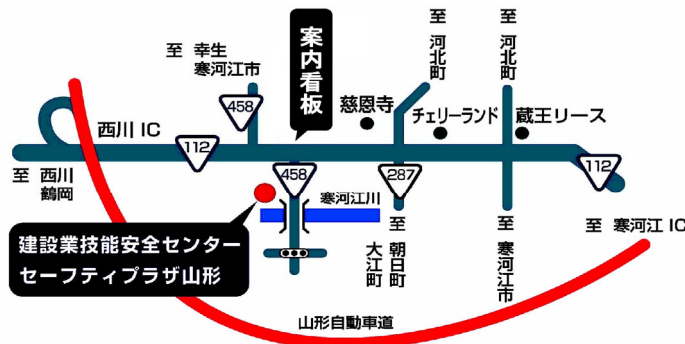 至 幸生
寒河江市
案内看板
至 河北町
至 河北町
458
慈恩寺
チェリーランド
蔵王リース
西川 IC
112
至 西川
鶴岡
458
287
112
寒河江川
建設業技能安全センター
セーフティプラザ山形
至 朝日町
大江町
至 寒河江市
至 寒河江 IC
山形自動車道